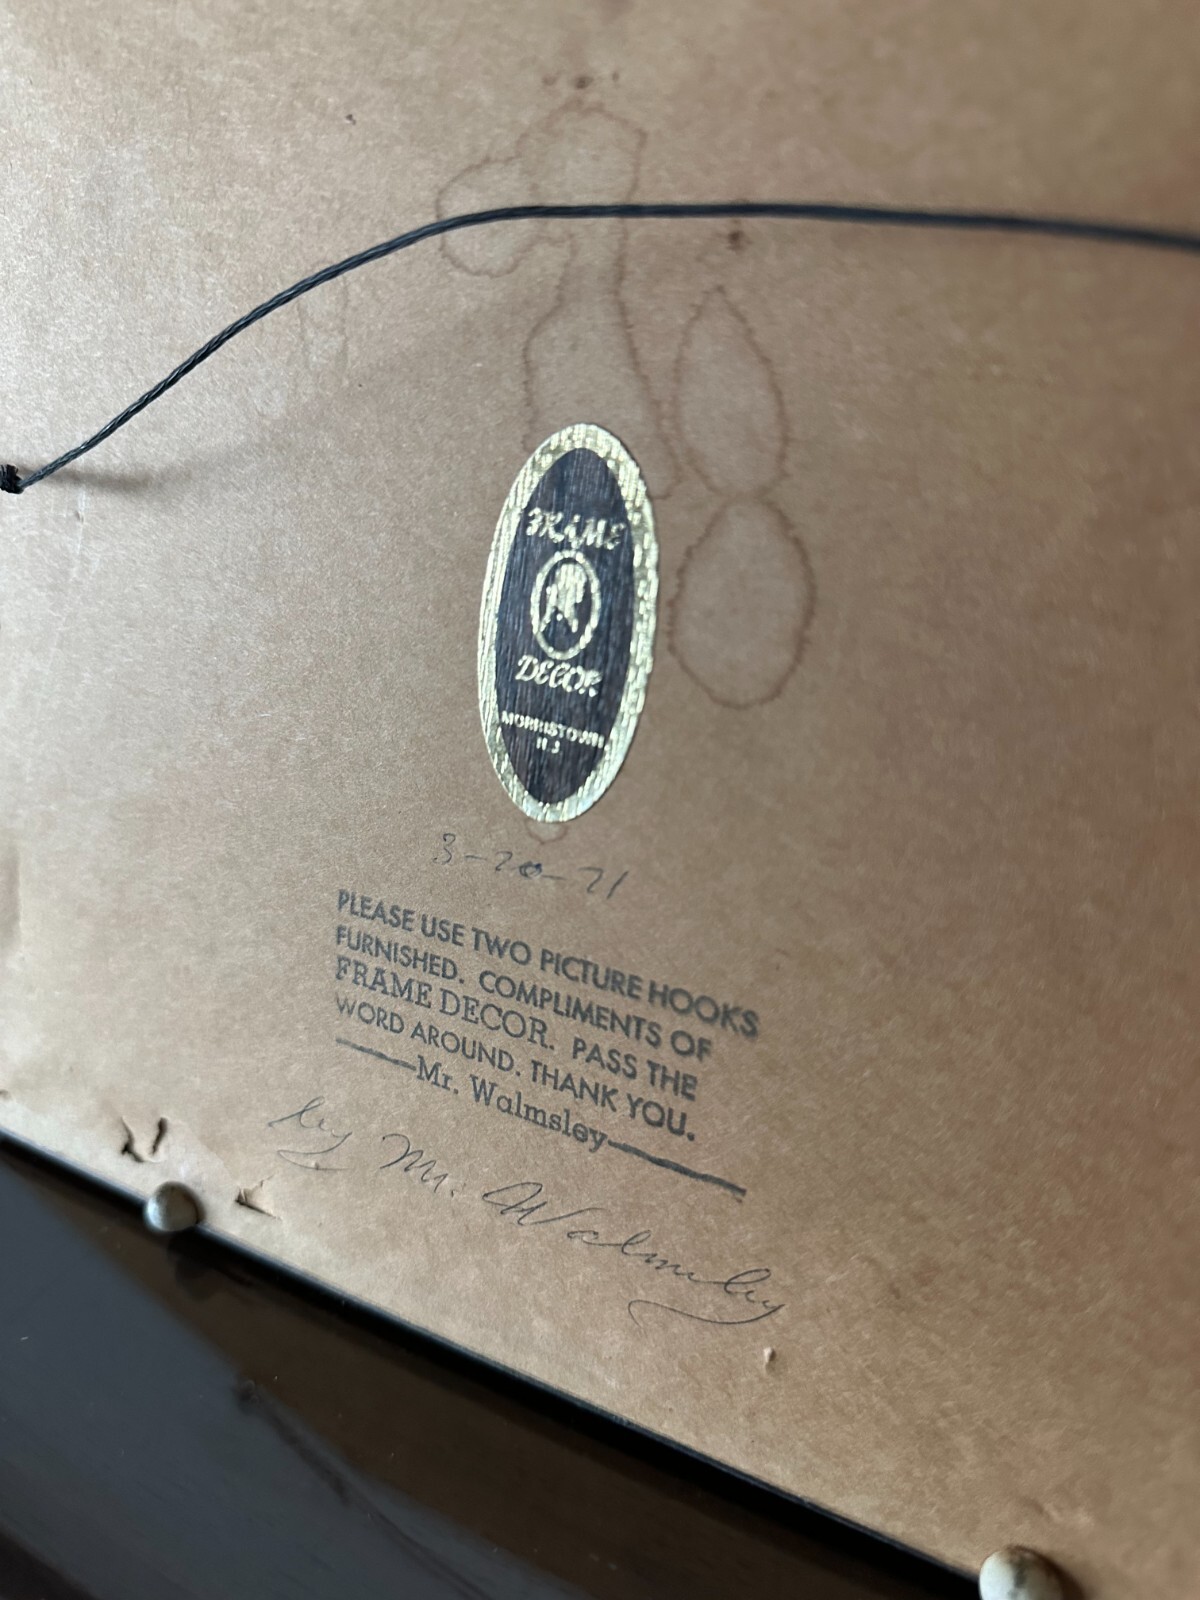 FRAME
DECOR
MORRISTOWN
N.J
3-20-71
PLEASE USE TWO PICTURE HOOKS
FURNISHED. COMPLIMENTS OF
FRAME DECOR. PASS THE
WORD AROUND. THANK YOU.
Mr. Walmsley
by Mr. Walmsley